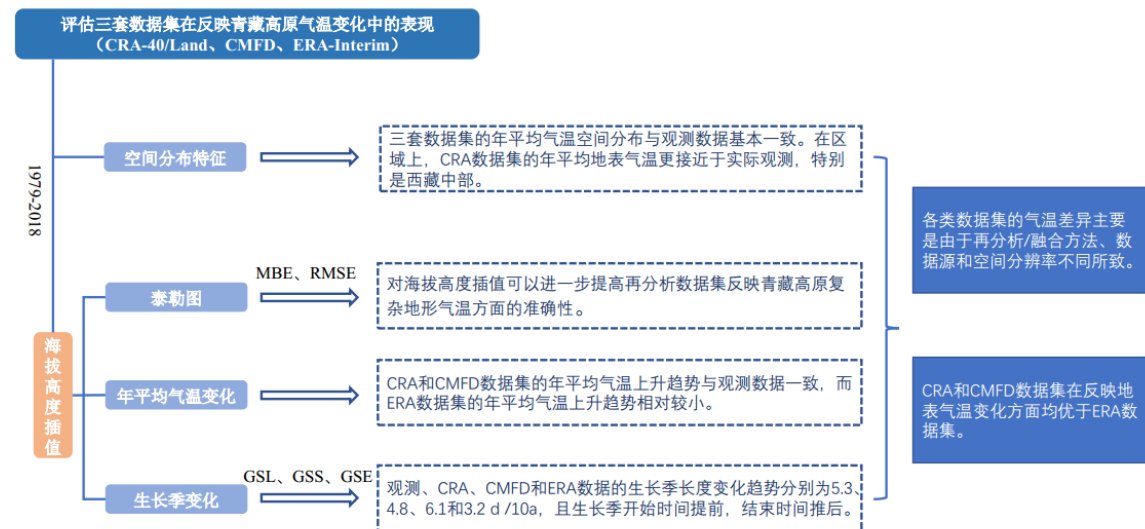 评估三套数据集在反映青藏高原气温变化中的表现
（CRA-40/Land、CMFD、ERA-Interim）
1979-2018
空间分布特征
三套数据集的年平均气温空间分布与观测数据基本一致。在区
域上，CRA数据集的年平均地表气温更接近于实际观测，特别
是西藏中部。
海拔高度插值
泰勒图
MBE、RMSE
对海拔高度插值可以进一步提高再分析数据集反映青藏高原复
杂地形气温方面的准确性。
年平均气温变化
CRA和CMFD数据集的年平均气温上升趋势与观测数据一致，而
ERA数据集的年平均气温上升趋势相对较小。
生长季变化
GSL、GSS、GSE
观测、CRA、CMFD和ERA数据的生长季长度变化趋势分别为5.3、
4.8、6.1和3.2 d /10a，且生长季开始时间提前，结束时间推后。
各类数据集的气温差异主要
是由于再分析/融合方法、数
据源和空间分辨率不同所致。
CRA和CMFD数据集在反映地
表气温变化方面均优于ERA数
据集。